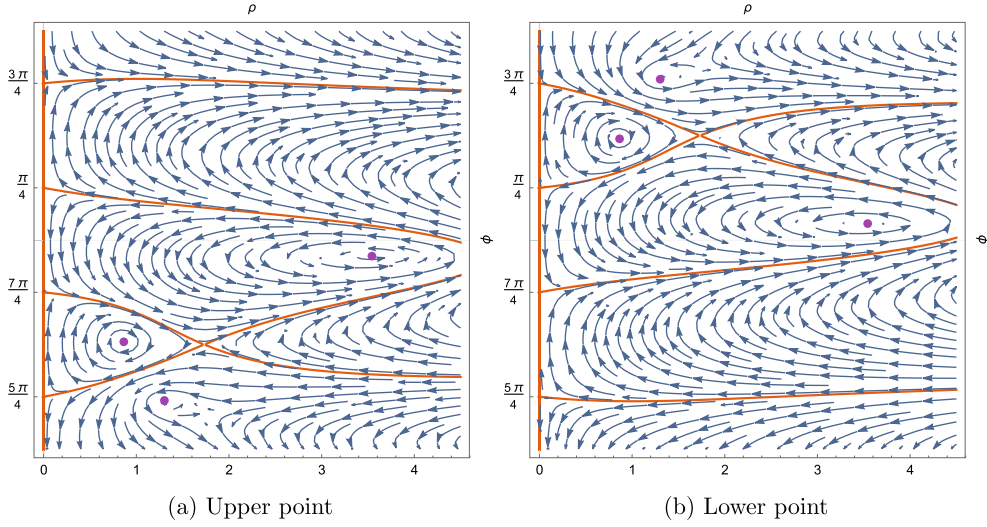 ρ ρ
3π/4 3π/4
π/4 π/4
ϕ ϕ
7π/4 7π/4
5π/4 5π/4
0 1 2 3 4 0 1 2 3 4
(a) Upper point (b) Lower point